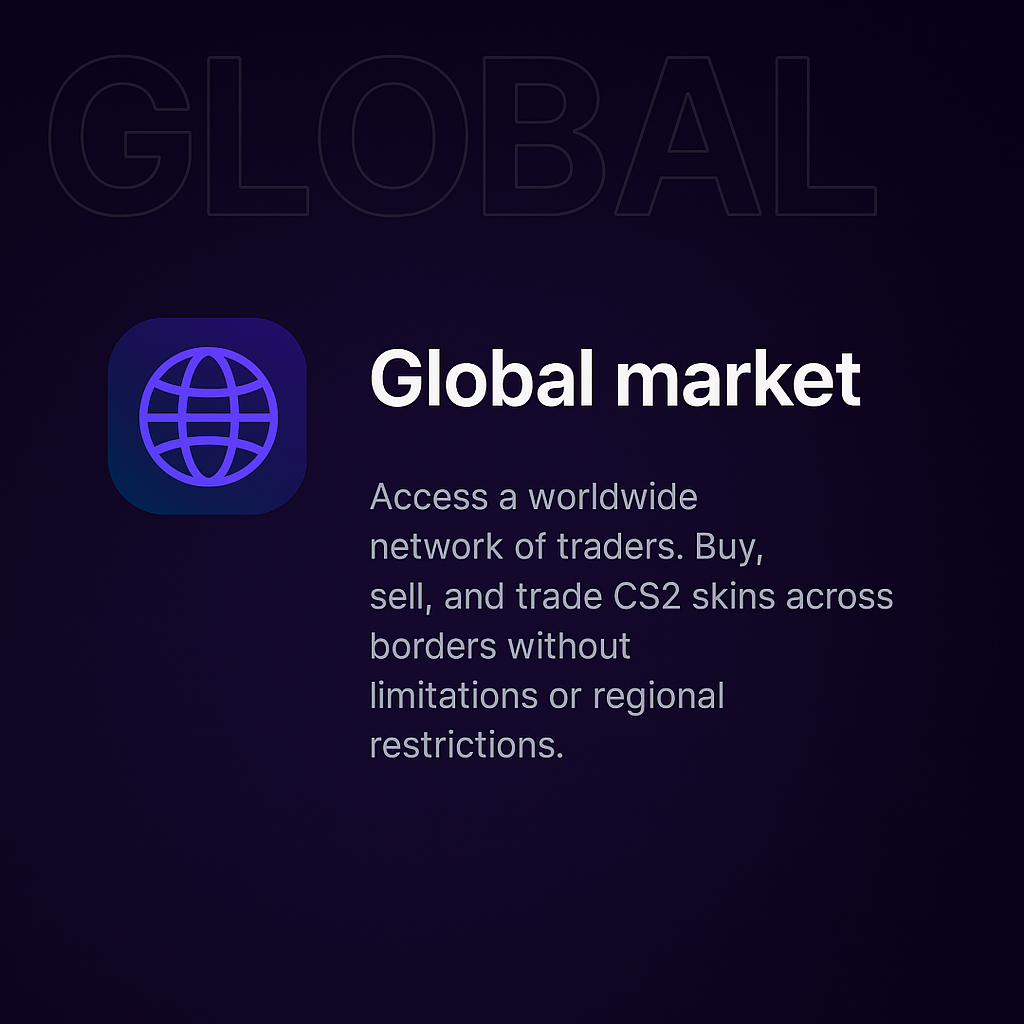 GLOBAL
Global market
Access a worldwide
network of traders. Buy,
sell, and trade CS2 skins across
borders without
limitations or regional
restrictions.